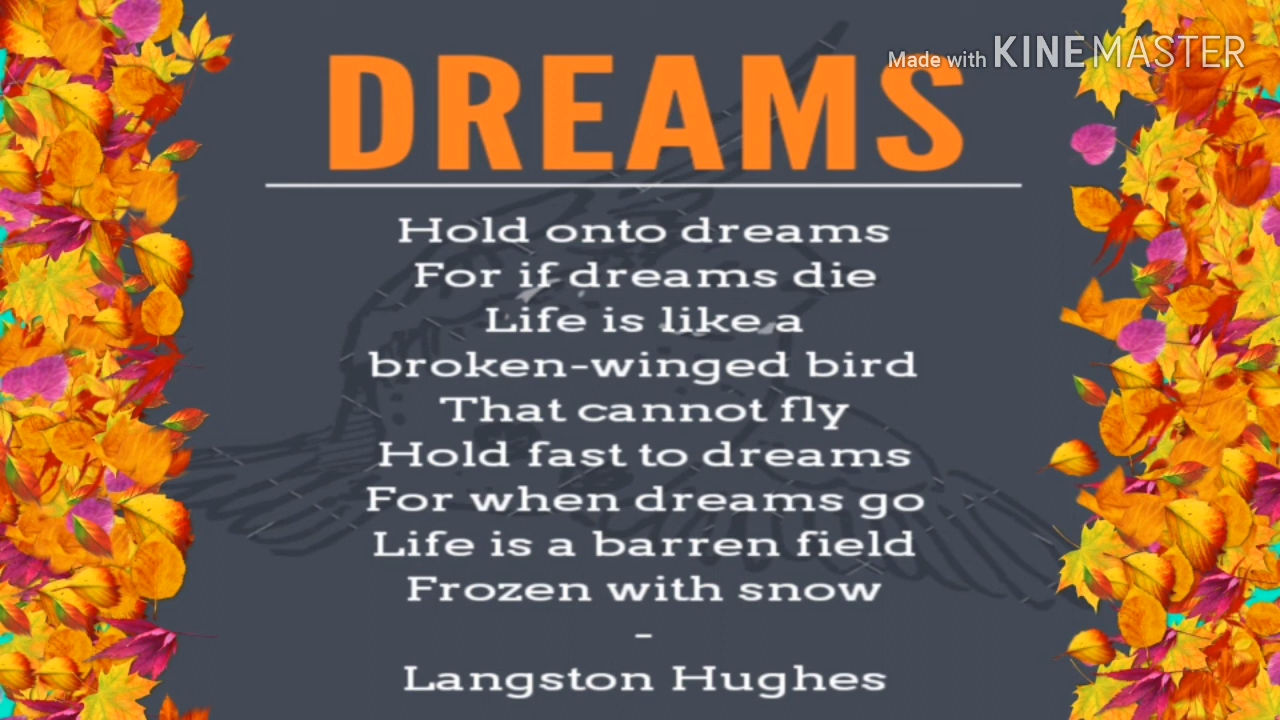 Made with KINEMASTER
DREAMS
Hold onto dreams
For if dreams die
Life is like a
broken-winged bird
That cannot fly
Hold fast to dreams
For when dreams go
Life is a barren field
Frozen with snow
-
Langston Hughes